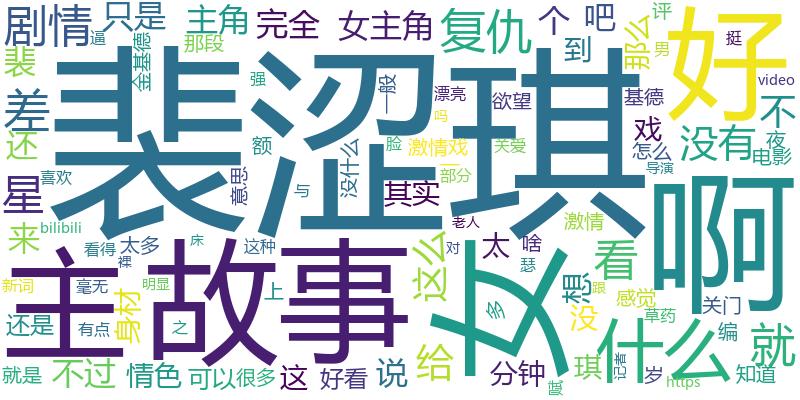 剧情 只是 逼 金基德 主角 那段 完全 女主角 复仇 个 吧 到 那么 评 男 好 挺
裴 差 还 星 裴涩琪 强 额 一般 漂亮 吗 欲望 基德 戏 怎么 没有 不 video 夜 电影 导演
喜欢 来 bilibili 意思 与 没什么 脸 激情戏 一 关爱 部分 其实 老人 激情 啊
看得 太多 床 裸 这种 主 故事 上 这么 太 啥 对 瑟 女 想 看 感觉 跟 草药 关门
新词 毫无 明显 有点 身材 之 多 没 什么 编 就
还是 就是 不过 情色 可以 很多 这 好看 说 给 分钟 尴 琪 记者 岁 https 知道